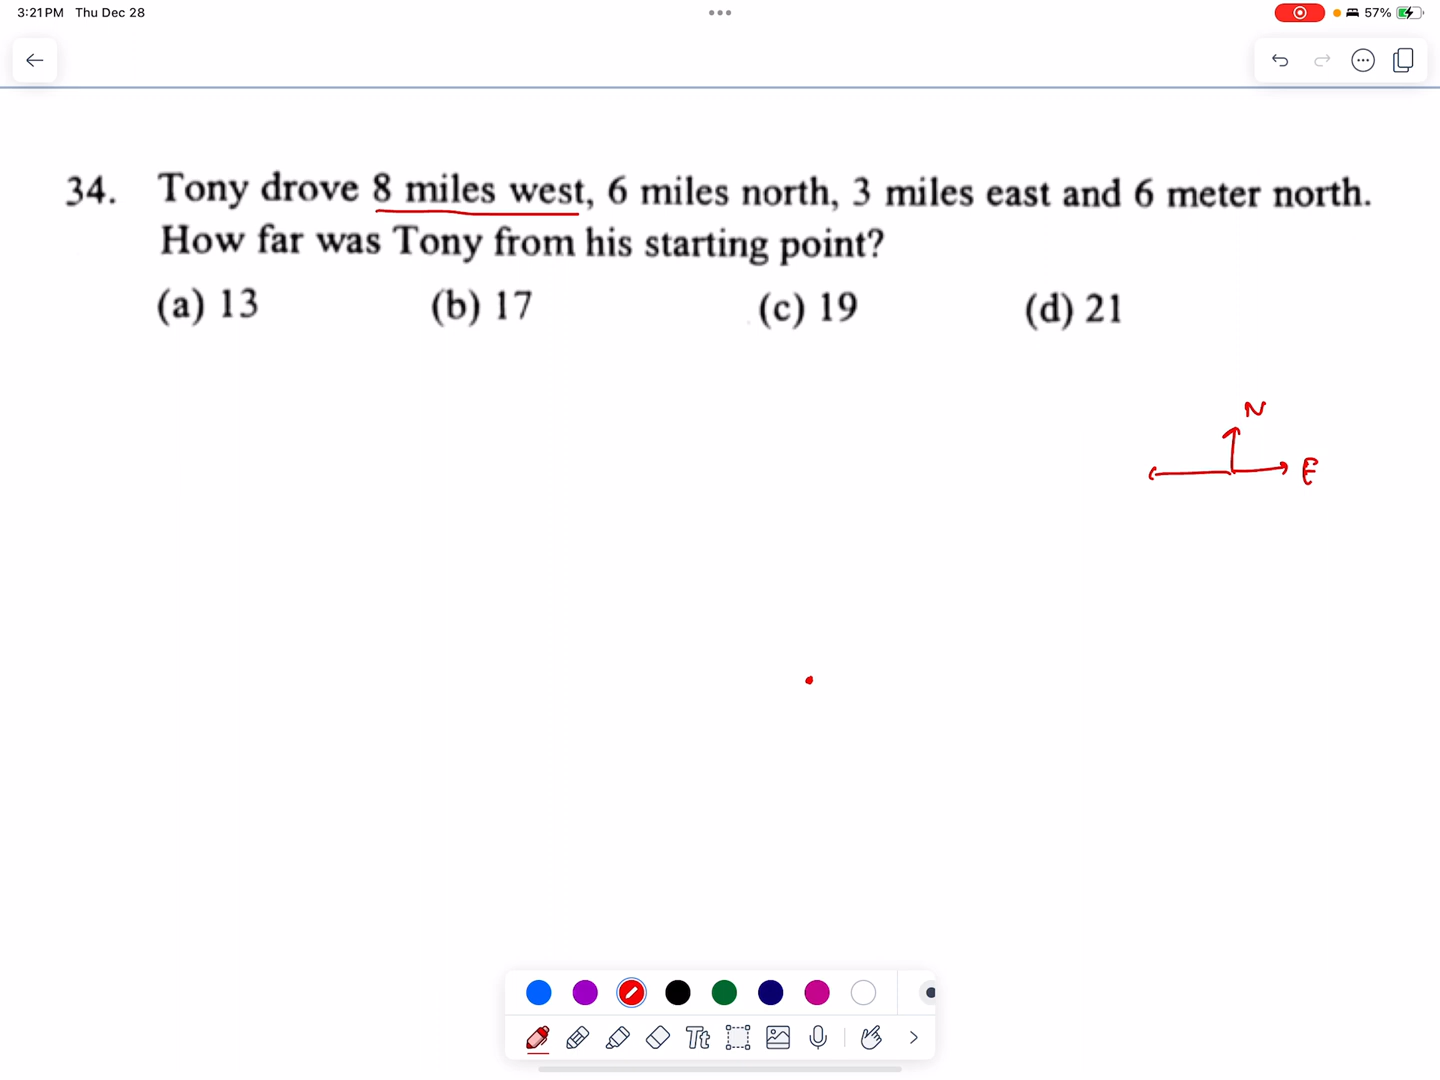 3:21 PM Thu Dec 28
57%
34. Tony drove 8 miles west, 6 miles north, 3 miles east and 6 meter north.
How far was Tony from his starting point?
(a) 13 (b) 17 (c) 19 (d) 21
N
E
Tt